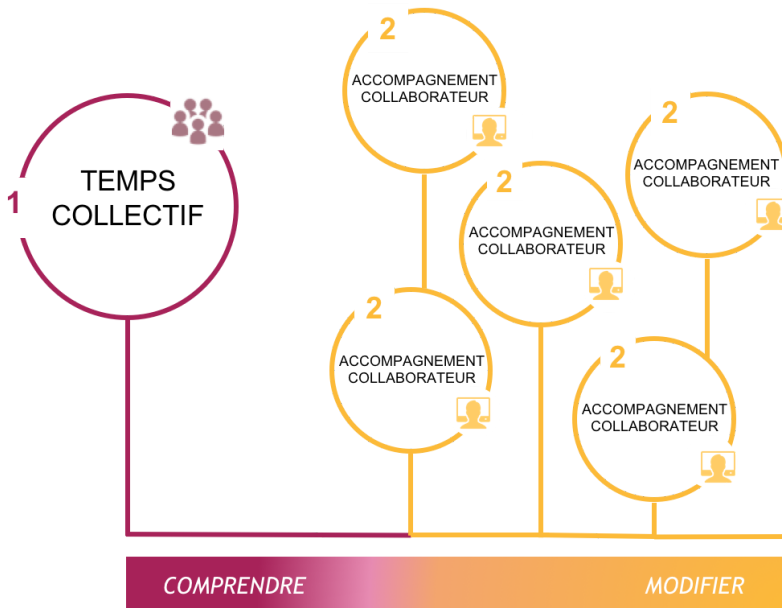 1
TEMPS
COLLECTIF
2
ACCOMPAGNEMENT
COLLABORATEUR
2
ACCOMPAGNEMENT
COLLABORATEUR
2
ACCOMPAGNEMENT
COLLABORATEUR
2
ACCOMPAGNEMENT
COLLABORATEUR
2
ACCOMPAGNEMENT
COLLABORATEUR
COMPRENDRE
MODIFIER